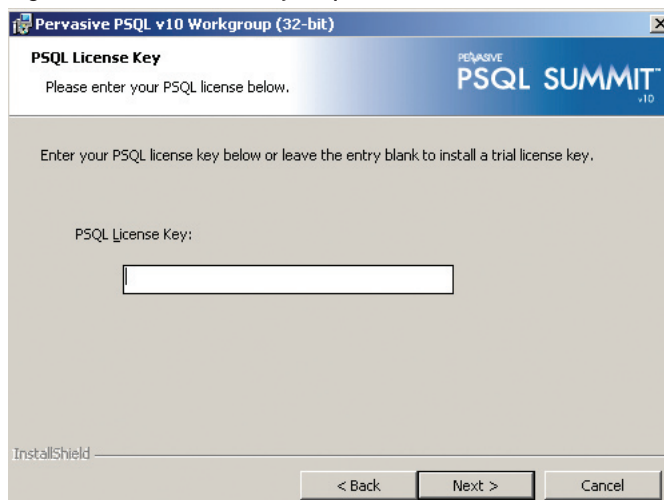 Pervasive PSQL v10 Workgroup (32-bit)
PSQL License Key
Please enter your PSQL license below.
PERVASIVE
PSQL SUMMIT™
v10
Enter your PSQL license key below or leave the entry blank to install a trial license key.
PSQL License Key:
InstallShield
< Back
Next >
Cancel